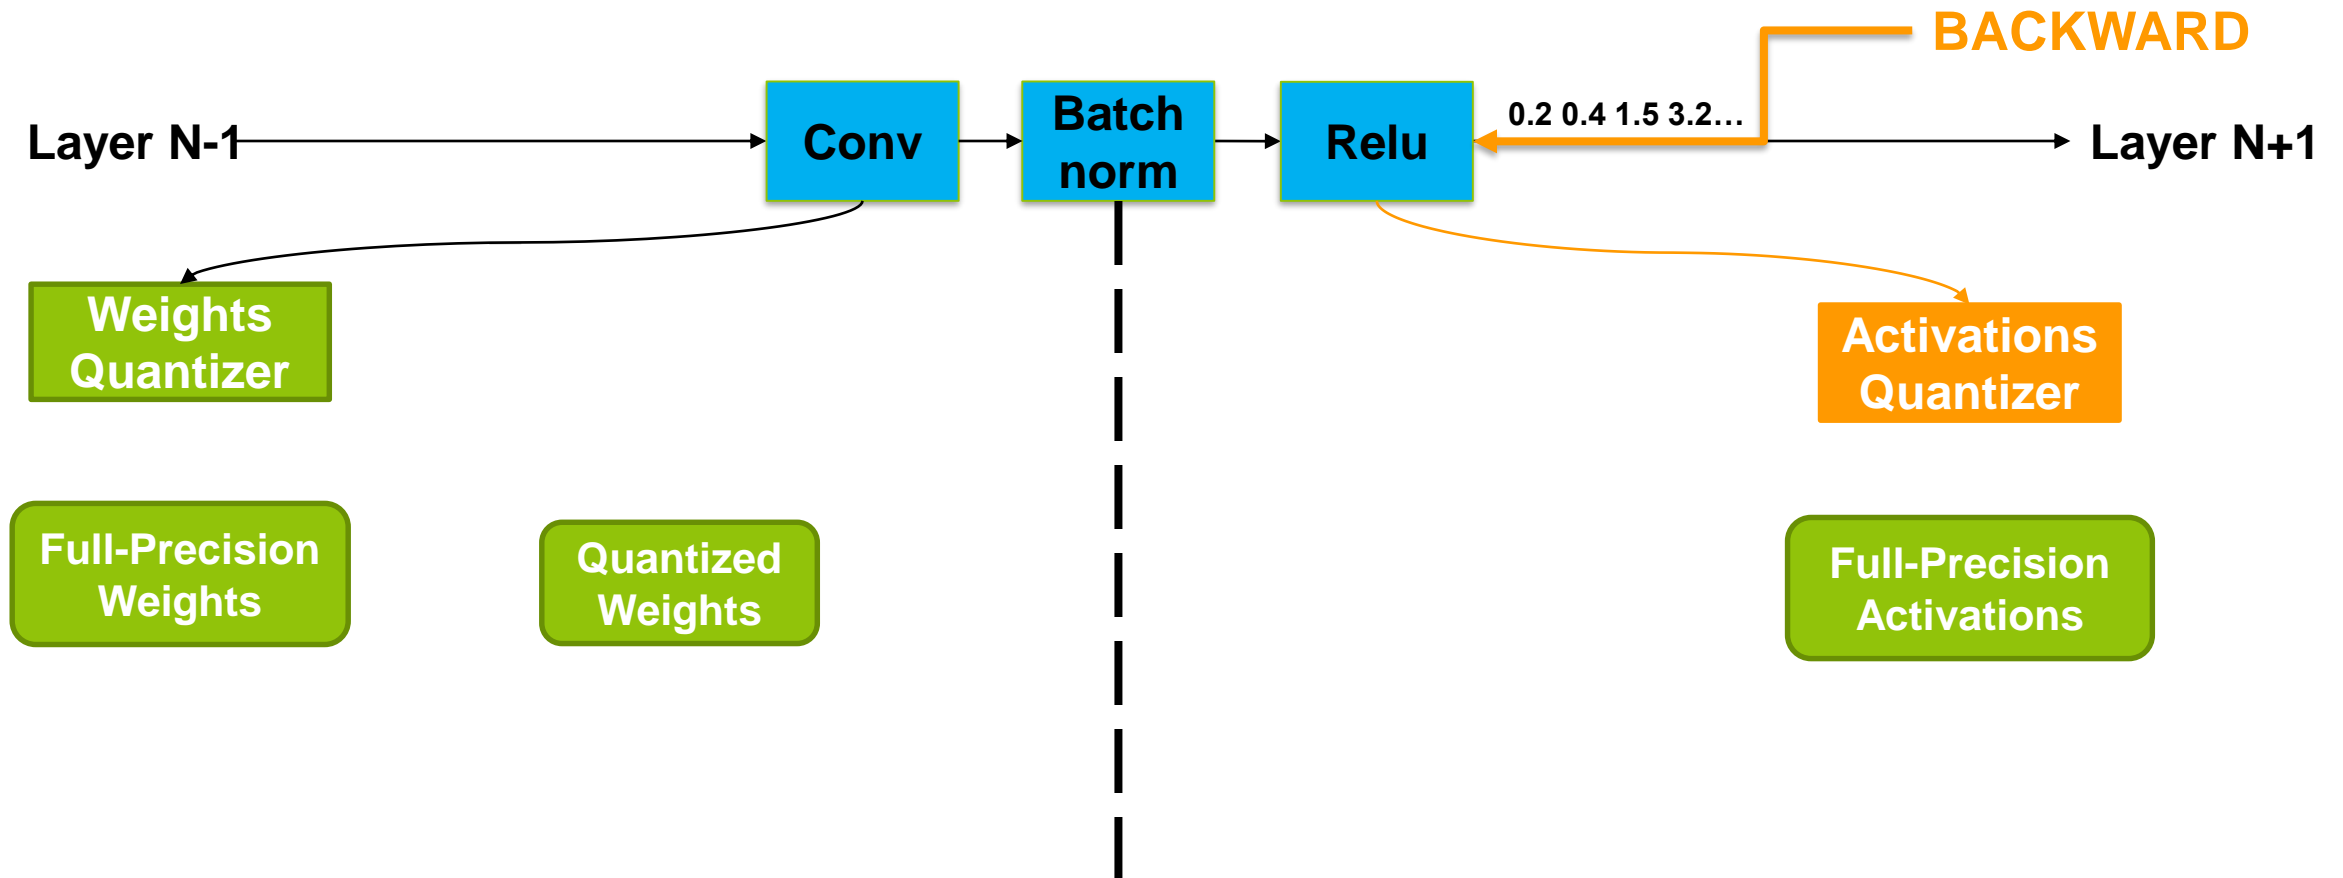 BACKWARD
Layer N-1
Conv
Batch
norm
Relu
0.2 0.4 1.5 3.2…
Layer N+1
Weights
Quantizer
Activations
Quantizer
Full-Precision
Weights
Quantized
Weights
Full-Precision
Activations